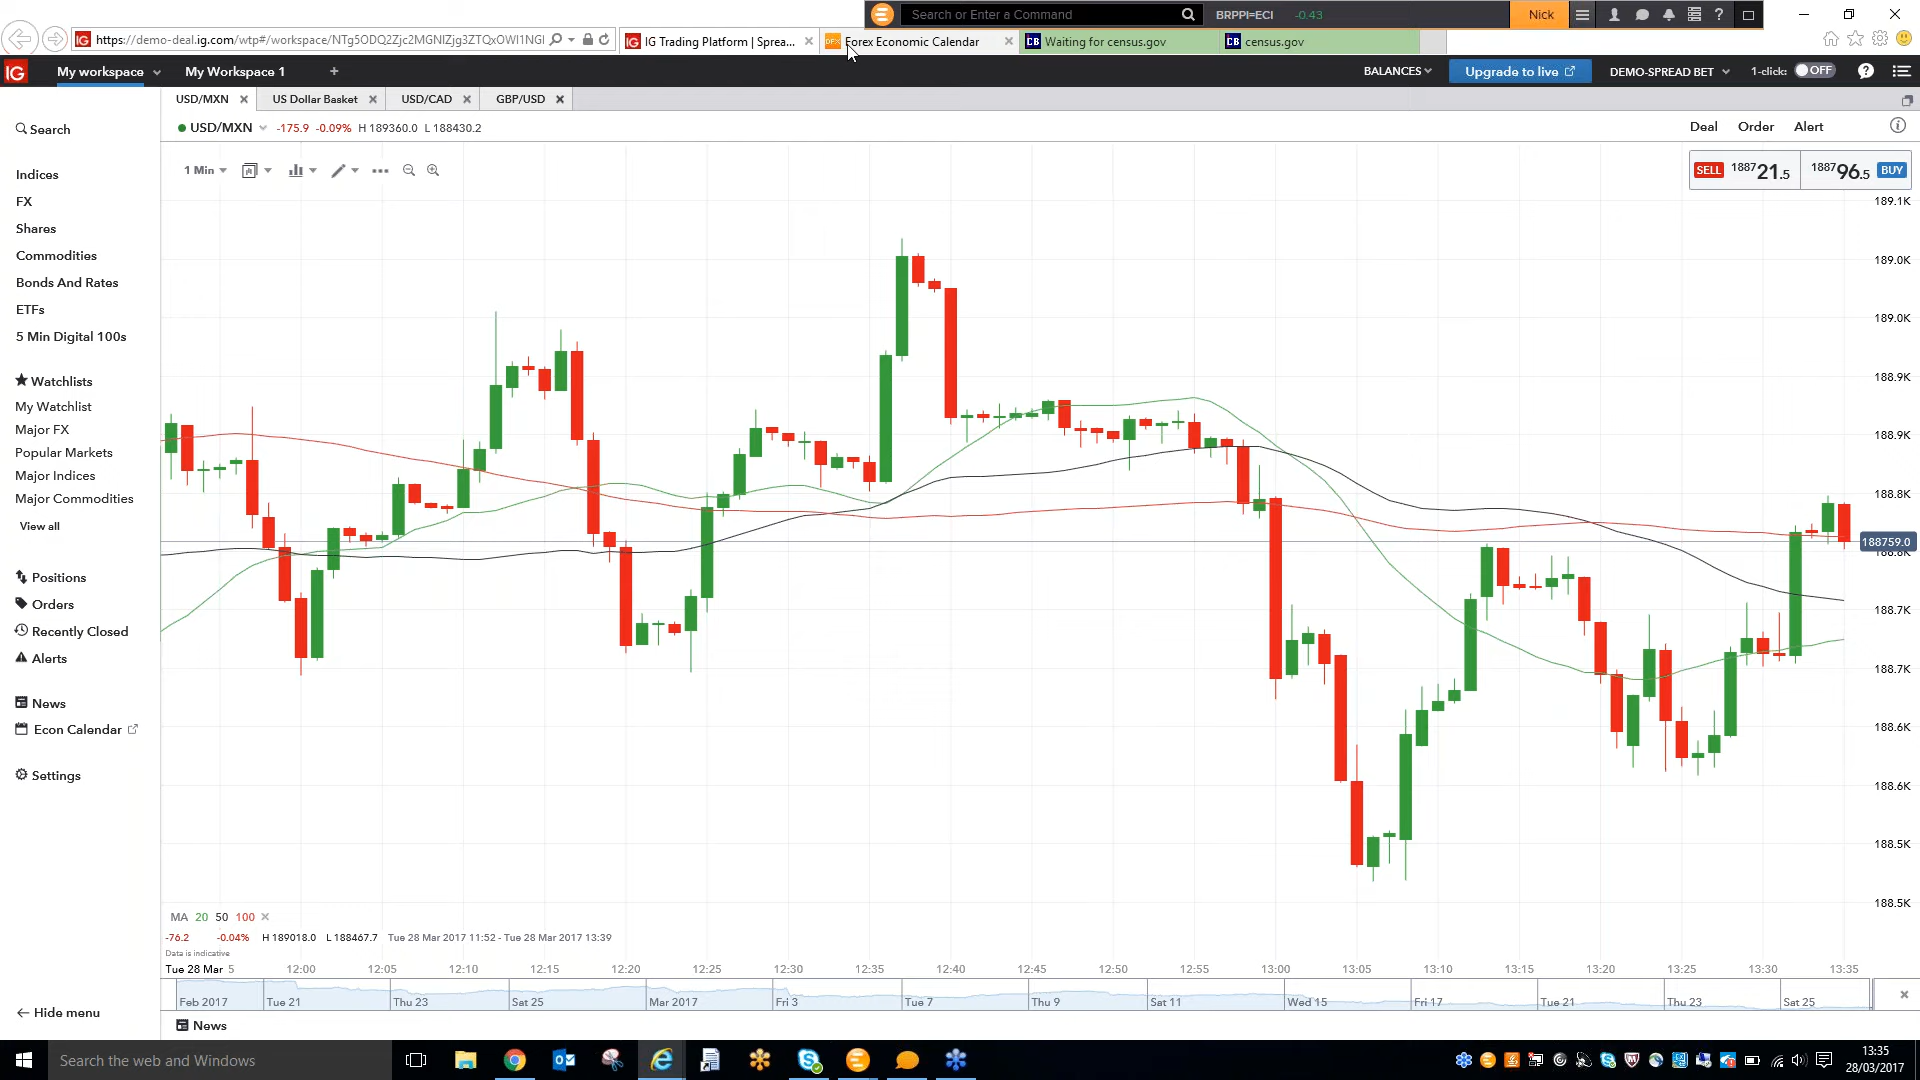 Search or Enter a Command
BRPPI=ECI -0.43
Nick
https://demo-deal.ig.com/wtp#/workspace/NTg5ODQ2Zjc2MGNlZjg3ZTQxOWI1NGI
IG Trading Platform | Sprea...
Forex Economic Calendar
Waiting for census.gov
census.gov
IG My workspace My Workspace 1 +
BALANCES Upgrade to live DEMO-SPREAD BET 1-click: OFF
USD/MXN US Dollar Basket USD/CAD GBP/USD
USD/MXN -175.9 -0.09% H 189360.0 L 188430.2
Deal Order Alert
1 Min
SELL 188721.5 188796.5 BUY
Search
Indices
FX
Shares
Commodities
Bonds And Rates
ETFs
5 Min Digital 100s
Watchlists
My Watchlist
Major FX
Popular Markets
Major Indices
Major Commodities
View all
Positions
Orders
Recently Closed
Alerts
News
Econ Calendar
Settings
Hide menu
189.1K
189.0K
189.0K
188.9K
188.9K
188.8K
188759.0
188.7K
188.7K
188.6K
188.6K
188.5K
188.5K
MA 20 50 100
-76.2 -0.04% H 189018.0 L 188467.7 Tue 28 Mar 2017 11:52 - Tue 28 Mar 2017 13:39
Data is indicative
Tue 28 Mar 5 12:00 12:05 12:10 12:15 12:20 12:25 12:30 12:35 12:40 12:45 12:50 12:55 13:00 13:05 13:10 13:15 13:20 13:25 13:30 13:35
Feb 2017 Tue 21 Thu 23 Sat 25 Mar 2017 Fri 3 Tue 7 Thu 9 Sat 11 Wed 15 Fri 17 Tue 21 Thu 23 Sat 25
News
Search the web and Windows
13:35
28/03/2017